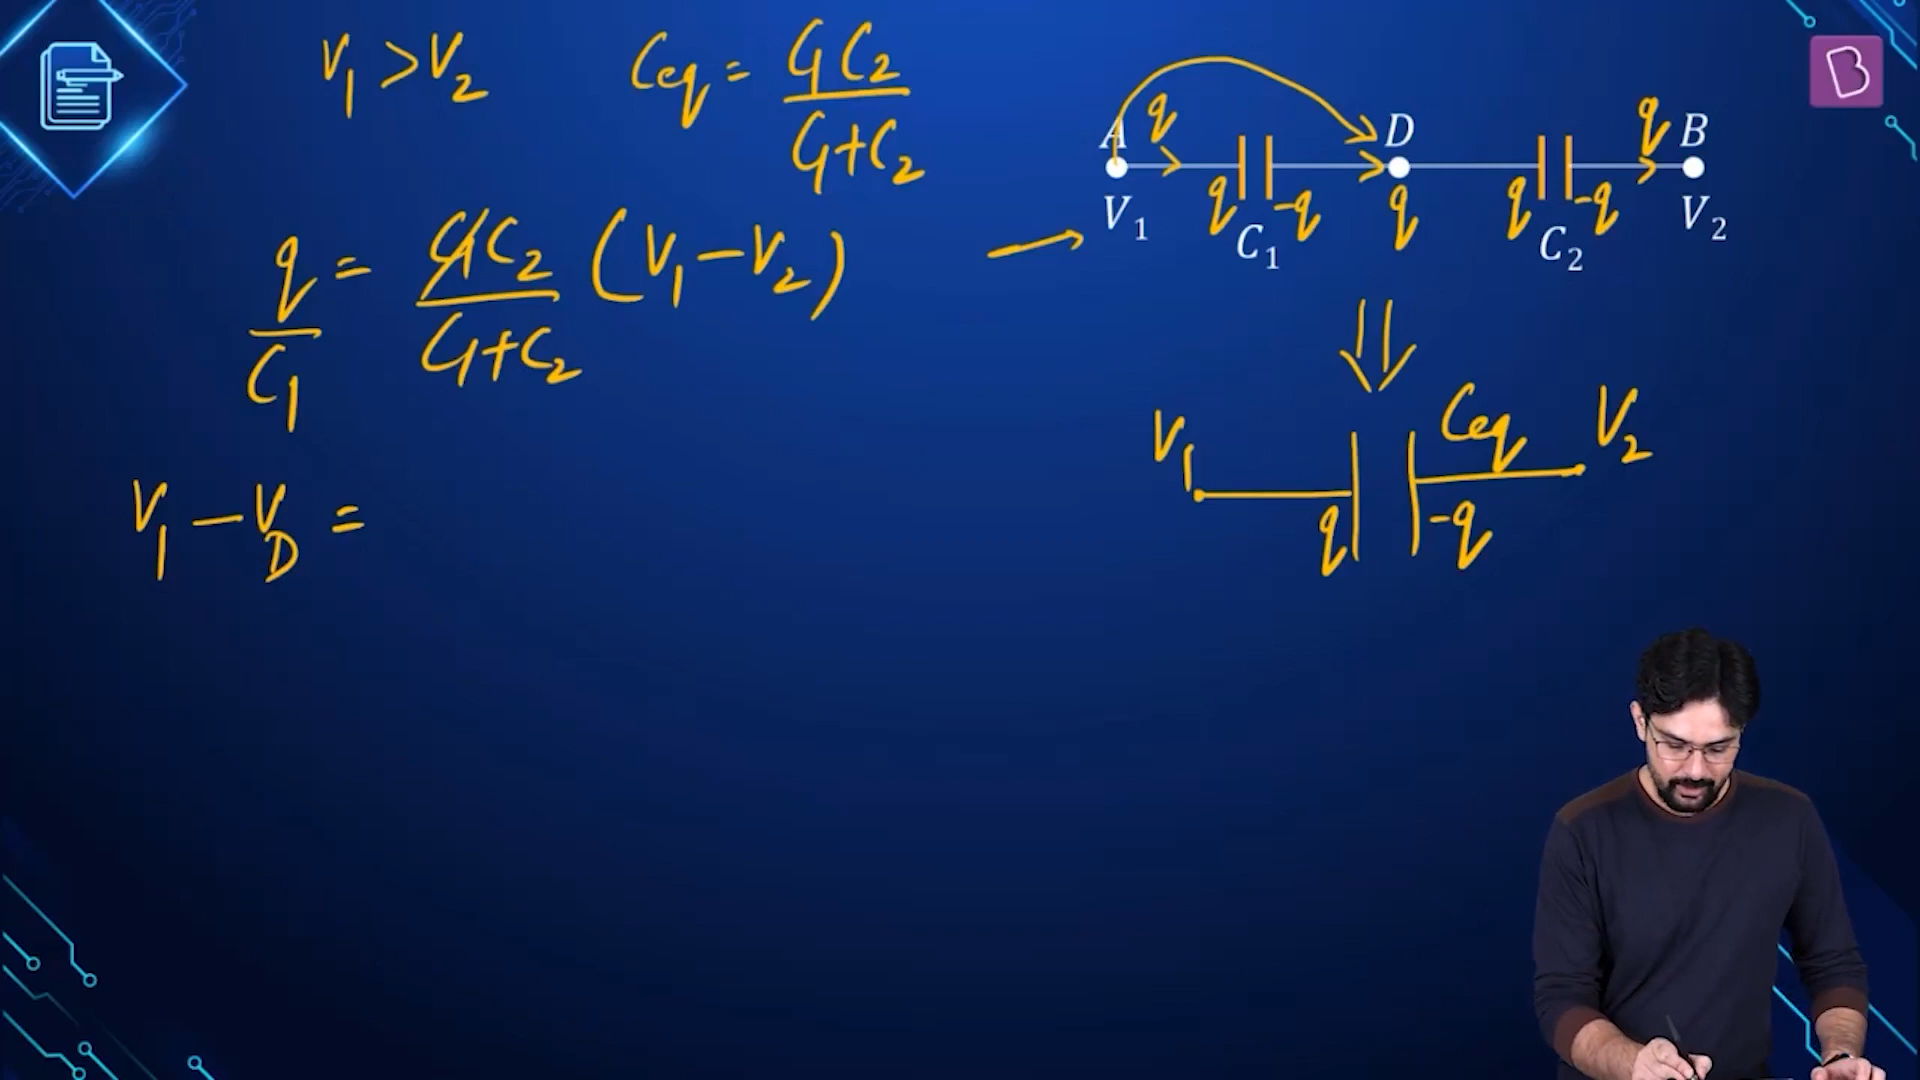 V₁ > V₂
Ceq = C₁C₂ / C₁+C₂
q / C₁ = C₁C₂ / C₁+C₂ (V₁ – V₂)
V₁ – V_D =
A q D q B
V₁ q -q q q -q V₂
C₁ C₂
V₁ Ceq V₂
q -q
B